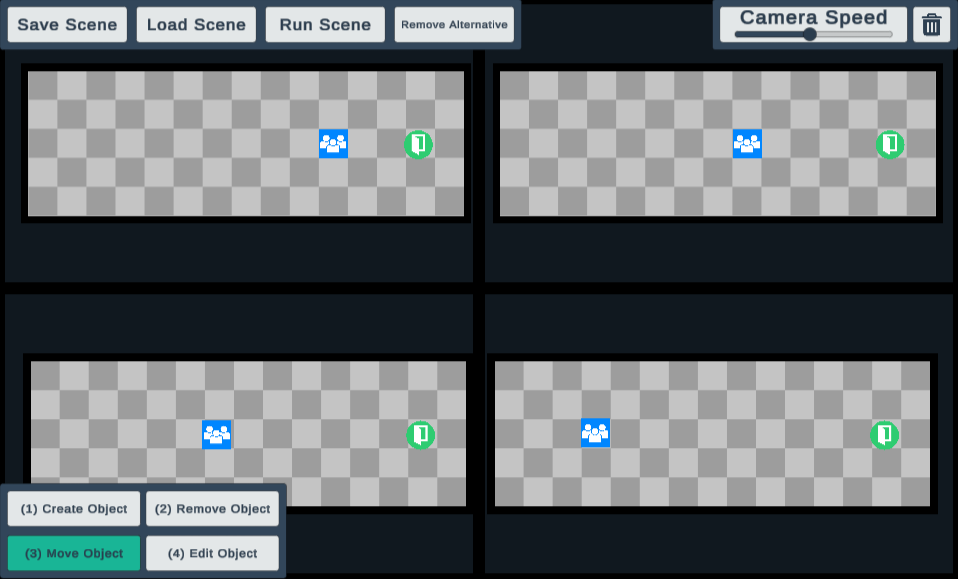 Save Scene
Load Scene
Run Scene
Remove Alternative
Camera Speed
(1) Create Object
(2) Remove Object
(3) Move Object
(4) Edit Object